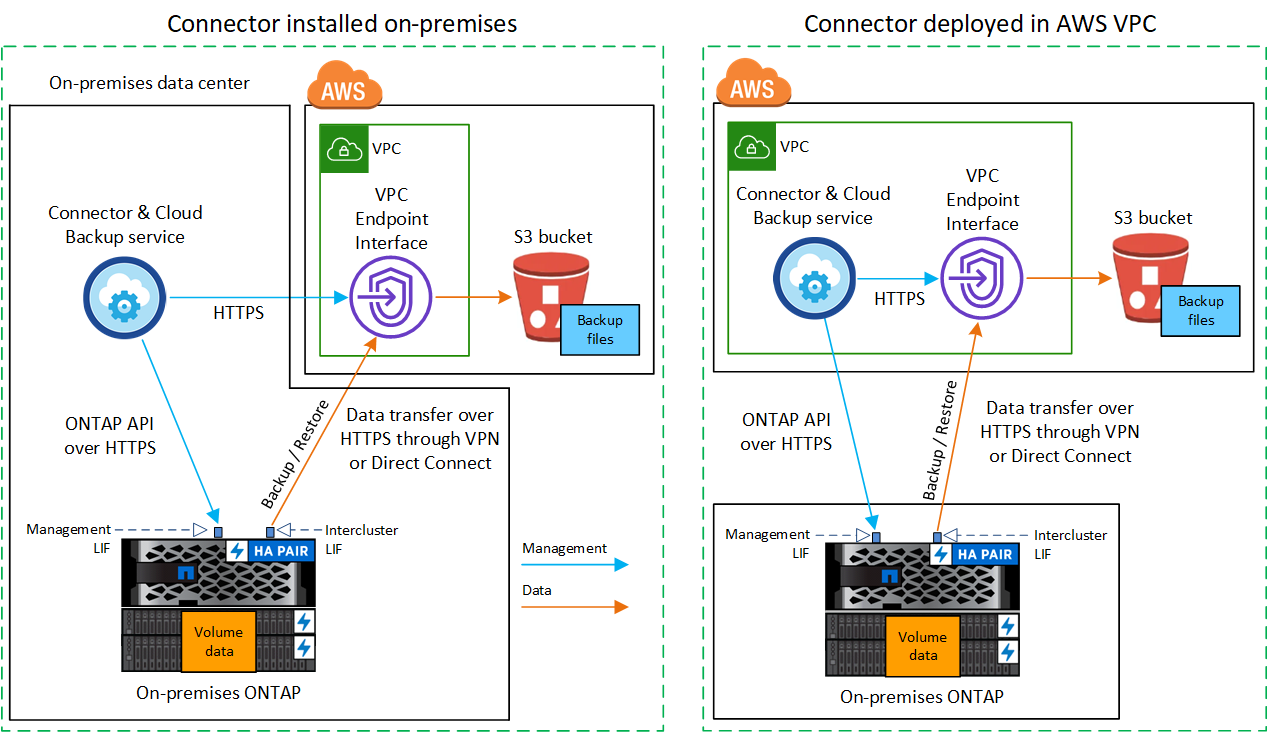 Connector installed on-premises
On-premises data center
AWS
VPC
VPC
Endpoint
Interface
Connector & Cloud
Backup service
S3 bucket
HTTPS
Backup
files
ONTAP API
over HTTPS
Backup / Restore
Data transfer over
HTTPS through VPN
or Direct Connect
Management
LIF
Intercluster
LIF
HA PAIR
Volume
data
On-premises ONTAP
Management
Data
Connector deployed in AWS VPC
AWS
VPC
Connector & Cloud
Backup service
VPC
Endpoint
Interface
S3 bucket
HTTPS
Backup
files
ONTAP API
over HTTPS
Backup / Restore
Data transfer over
HTTPS through VPN
or Direct Connect
Management
LIF
Intercluster
LIF
HA PAIR
Volume
data
On-premises ONTAP